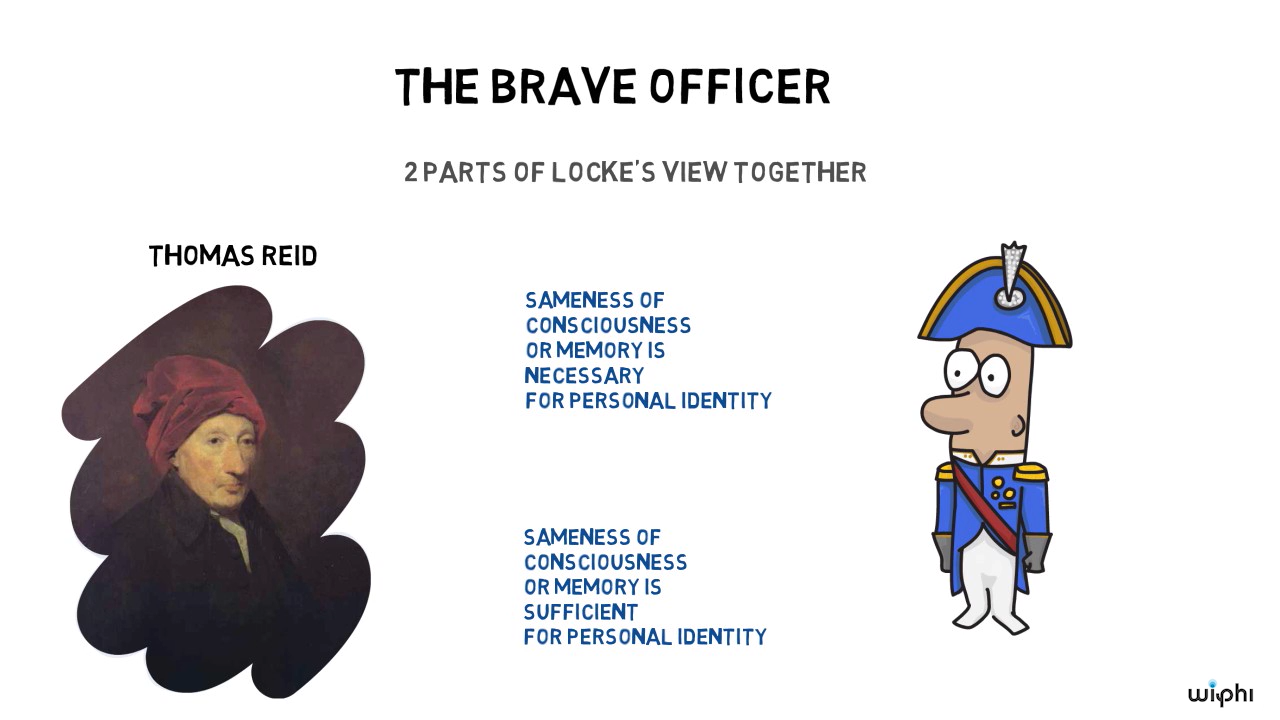 THE BRAVE OFFICER
2 PARTS OF LOCKE'S VIEW TOGETHER
THOMAS REID
SAMENESS OF
CONSCIOUSNESS
OR MEMORY IS
NECESSARY
FOR PERSONAL IDENTITY
SAMENESS OF
CONSCIOUSNESS
OR MEMORY IS
SUFFICIENT
FOR PERSONAL IDENTITY
wiphi